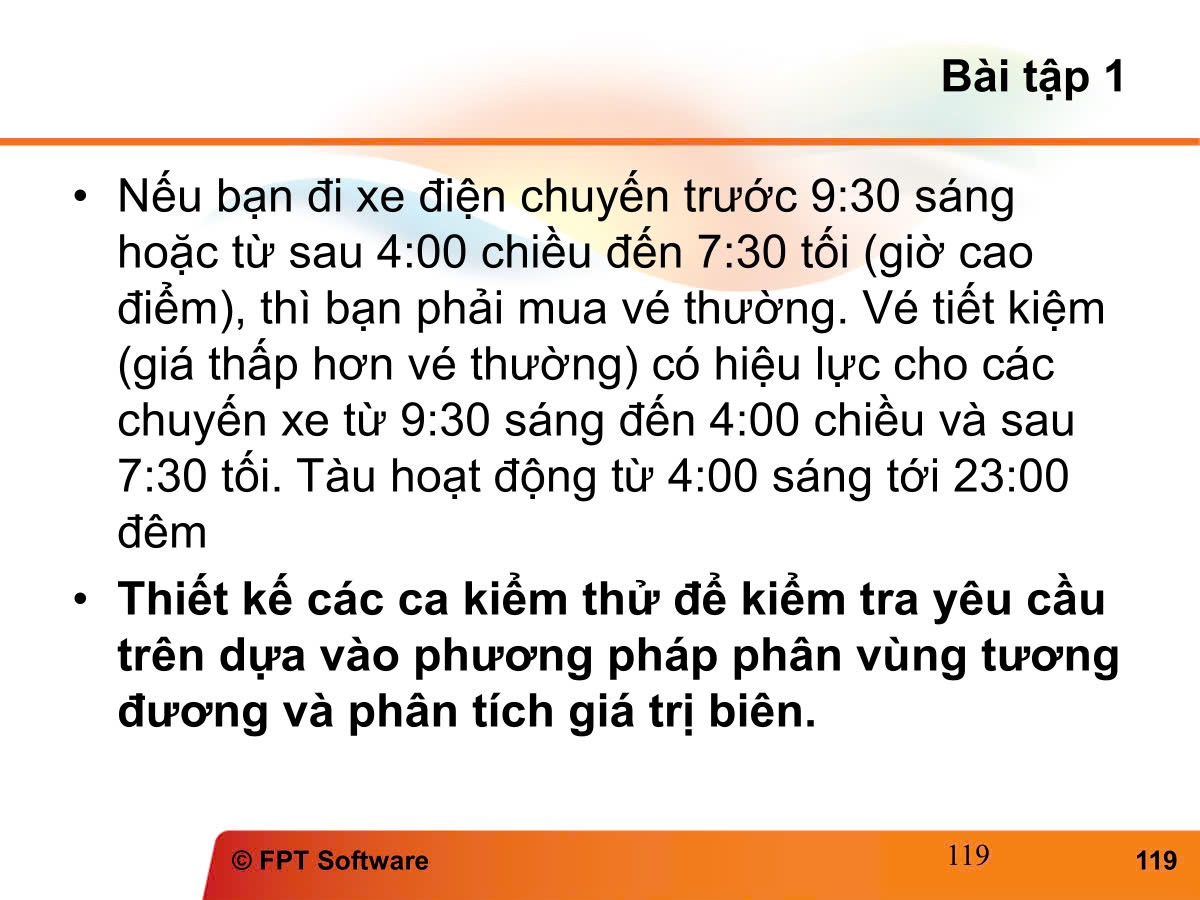 Bài tập 1
• Nếu bạn đi xe điện chuyến trước 9:30 sáng
hoặc từ sau 4:00 chiều đến 7:30 tối (giờ cao
điểm), thì bạn phải mua vé thường. Vé tiết kiệm
(giá thấp hơn vé thường) có hiệu lực cho các
chuyến xe từ 9:30 sáng đến 4:00 chiều và sau
7:30 tối. Tàu hoạt động từ 4:00 sáng tới 23:00
đêm
• Thiết kế các ca kiểm thử để kiểm tra yêu cầu
trên dựa vào phương pháp phân vùng tương
đương và phân tích giá trị biên.
© FPT Software 119 119